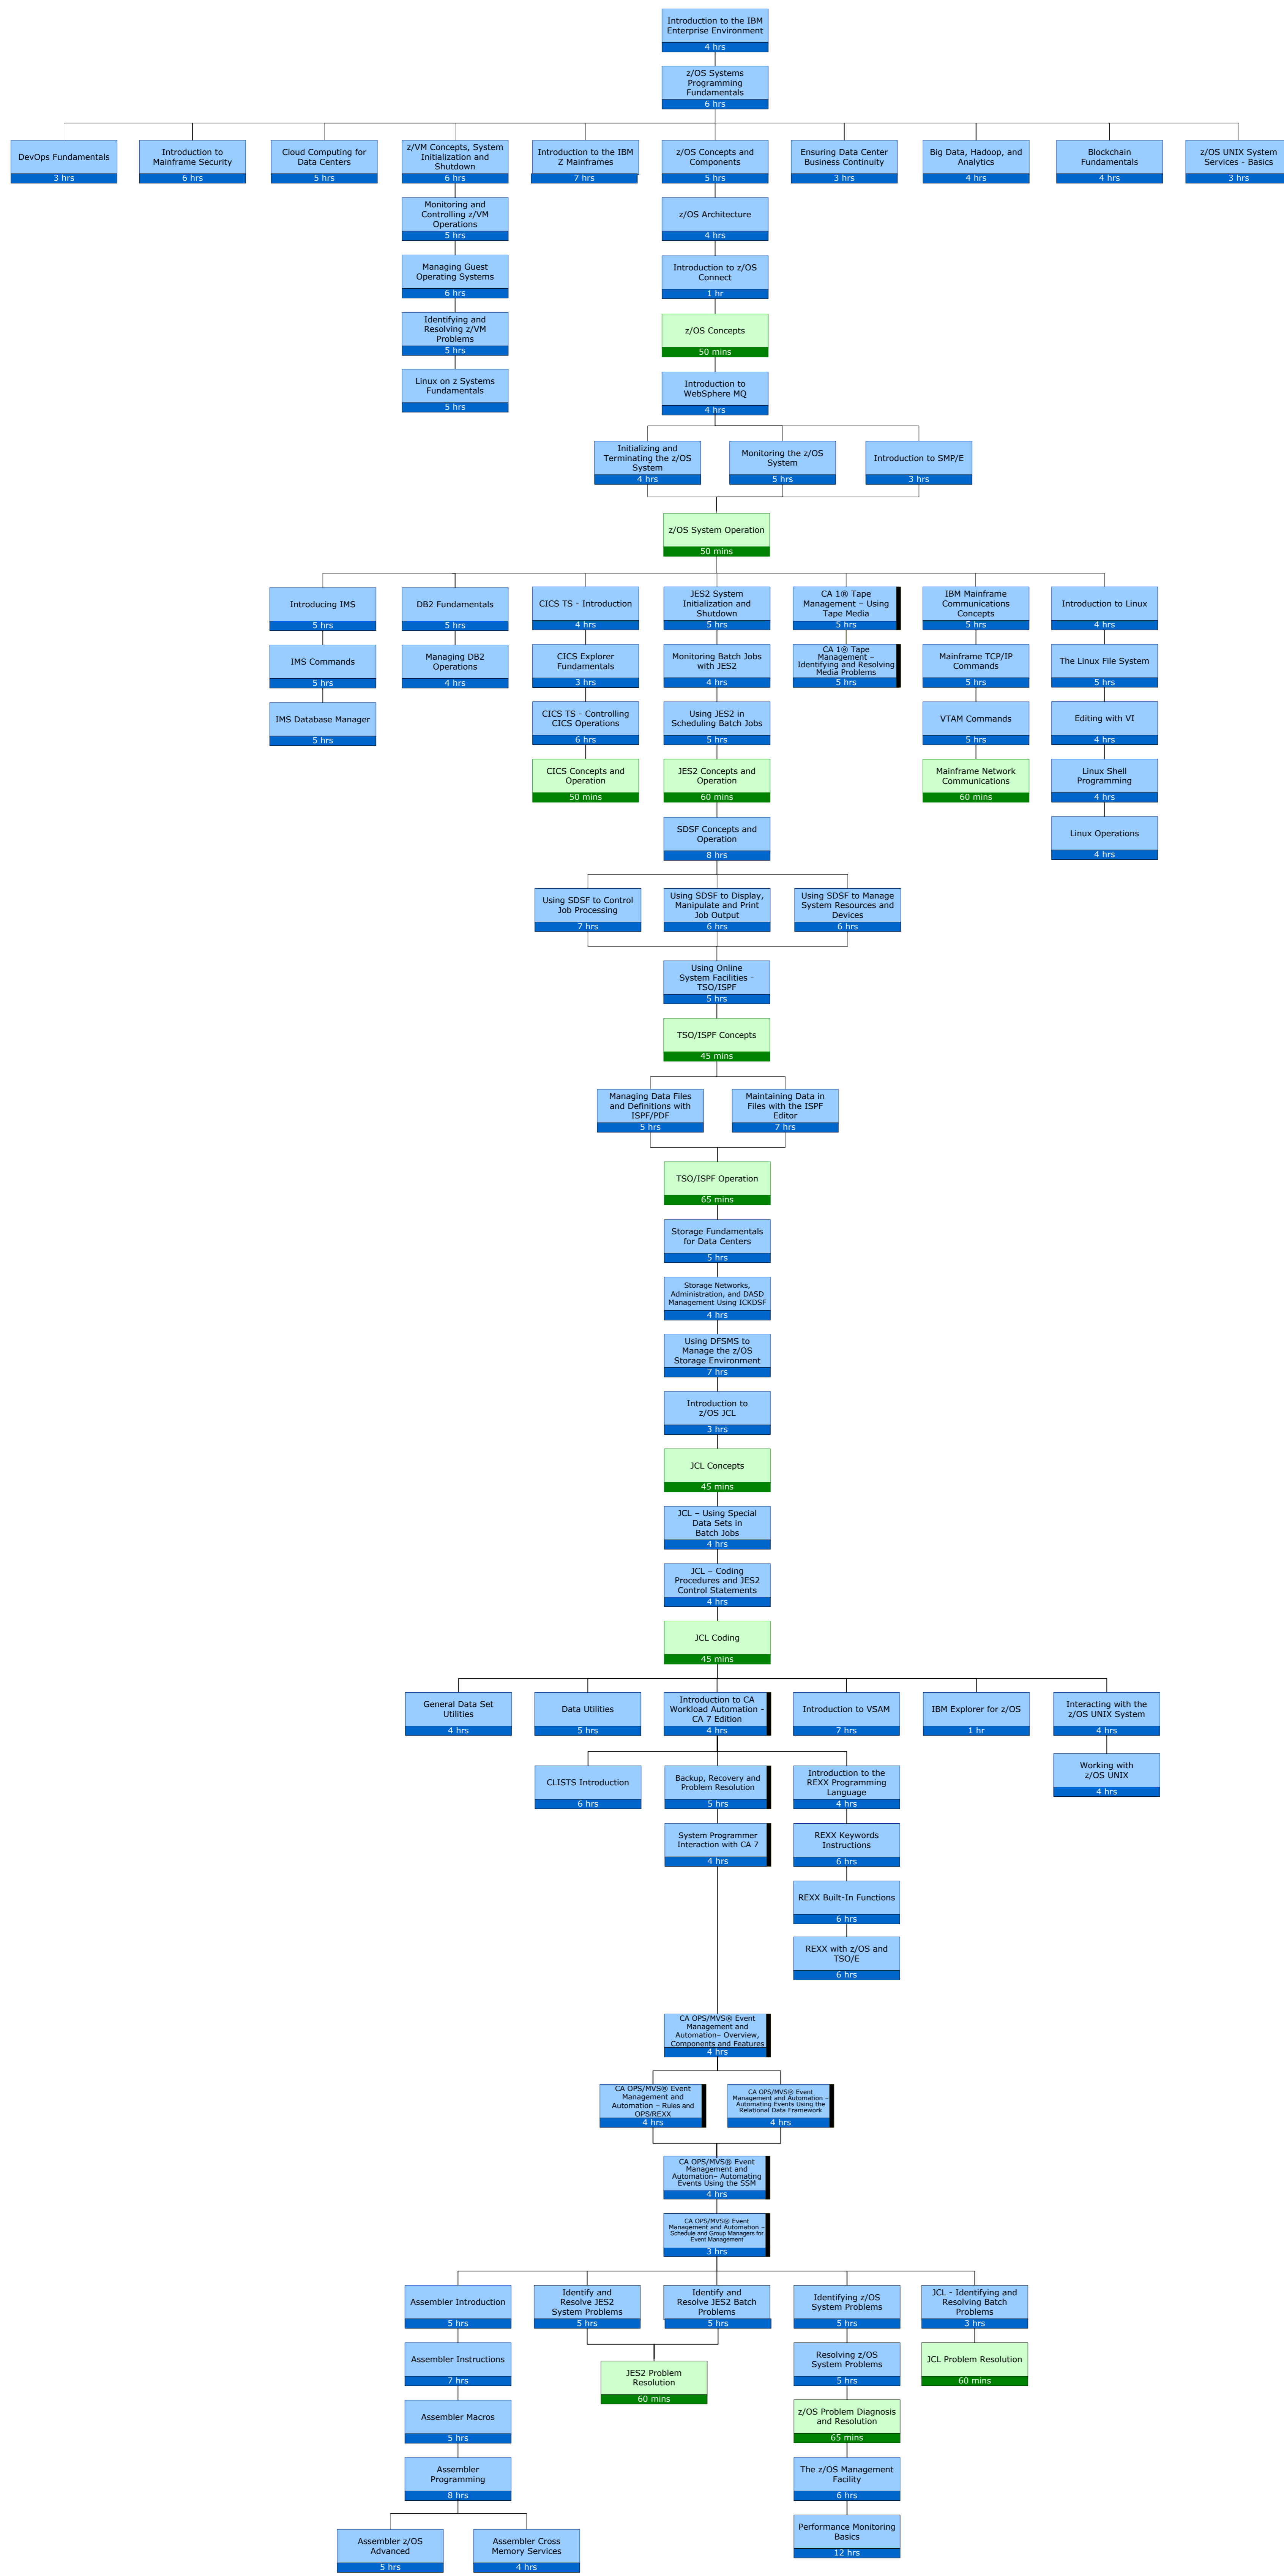 Introduction to the IBM
Enterprise Environment
4 hrs
z/OS Systems
Programming
Fundamentals
6 hrs
DevOps Fundamentals
3 hrs
Introduction to
Mainframe Security
6 hrs
Cloud Computing for
Data Centers
5 hrs
z/VM Concepts, System
Initialization and
Shutdown
6 hrs
Introduction to the IBM
Z Mainframes
7 hrs
z/OS Concepts and
Components
5 hrs
Ensuring Data Center
Business Continuity
3 hrs
Big Data, Hadoop, and
Analytics
4 hrs
Blockchain
Fundamentals
4 hrs
z/OS UNIX System
Services - Basics
3 hrs
Monitoring and
Controlling z/VM
Operations
5 hrs
Managing Guest
Operating Systems
6 hrs
Identifying and
Resolving z/VM
Problems
5 hrs
Linux on z Systems
Fundamentals
5 hrs
z/OS Architecture
4 hrs
Introduction to z/OS
Connect
1 hr
z/OS Concepts
50 mins
Introduction to
WebSphere MQ
4 hrs
Initializing and
Terminating the z/OS
System
4 hrs
Monitoring the z/OS
System
5 hrs
Introduction to SMP/E
3 hrs
z/OS System Operation
50 mins
Introducing IMS
5 hrs
IMS Commands
5 hrs
IMS Database Manager
5 hrs
DB2 Fundamentals
5 hrs
Managing DB2
Operations
4 hrs
CICS TS - Introduction
4 hrs
CICS Explorer
Fundamentals
3 hrs
CICS TS - Controlling
CICS Operations
6 hrs
CICS Concepts and
Operation
50 mins
JES2 System
Initialization and
Shutdown
5 hrs
Monitoring Batch Jobs
with JES2
4 hrs
Using JES2 in
Scheduling Batch Jobs
5 hrs
JES2 Concepts and
Operation
60 mins
CA 1® Tape
Management – Using
Tape Media
5 hrs
CA 1® Tape
Management –
Identifying and Resolving
Media Problems
5 hrs
IBM Mainframe
Communications
Concepts
5 hrs
Mainframe TCP/IP
Commands
5 hrs
VTAM Commands
5 hrs
Mainframe Network
Communications
60 mins
Introduction to Linux
4 hrs
The Linux File System
5 hrs
Editing with VI
4 hrs
Linux Shell
Programming
4 hrs
Linux Operations
4 hrs
SDSF Concepts and
Operation
8 hrs
Using SDSF to Control
Job Processing
7 hrs
Using SDSF to Display,
Manipulate and Print
Job Output
6 hrs
Using SDSF to Manage
System Resources and
Devices
6 hrs
Using Online
System Facilities -
TSO/ISPF
5 hrs
TSO/ISPF Concepts
45 mins
Managing Data Files
and Definitions with
ISPF/PDF
5 hrs
Maintaining Data in
Files with the ISPF
Editor
7 hrs
TSO/ISPF Operation
65 mins
Storage Fundamentals
for Data Centers
5 hrs
Storage Networks,
Administration, and DASD
Management Using ICKDSF
4 hrs
Using DFSMS to
Manage the z/OS
Storage Environment
7 hrs
Introduction to
z/OS JCL
3 hrs
JCL Concepts
45 mins
JCL – Using Special
Data Sets in
Batch Jobs
4 hrs
JCL – Coding
Procedures and JES2
Control Statements
4 hrs
JCL Coding
45 mins
General Data Set
Utilities
4 hrs
Data Utilities
5 hrs
Introduction to CA
Workload Automation -
CA 7 Edition
4 hrs
Introduction to VSAM
7 hrs
IBM Explorer for z/OS
1 hr
Interacting with the
z/OS UNIX System
4 hrs
Working with
z/OS UNIX
4 hrs
CLISTS Introduction
6 hrs
Backup, Recovery and
Problem Resolution
5 hrs
System Programmer
Interaction with CA 7
4 hrs
Introduction to the
REXX Programming
Language
4 hrs
REXX Keywords
Instructions
6 hrs
REXX Built-In Functions
6 hrs
REXX with z/OS and
TSO/E
6 hrs
CA OPS/MVS® Event
Management and
Automation– Overview,
Components and Features
4 hrs
CA OPS/MVS® Event
Management and
Automation – Rules and
OPS/REXX
4 hrs
CA OPS/MVS® Event
Management and Automation –
Automating Events Using the
Relational Data Framework
4 hrs
CA OPS/MVS® Event
Management and
Automation– Automating
Events Using the SSM
4 hrs
CA OPS/MVS® Event
Management and Automation –
Schedule and Group Managers for
Event Management
3 hrs
Assembler Introduction
5 hrs
Assembler Instructions
7 hrs
Assembler Macros
5 hrs
Assembler
Programming
8 hrs
Assembler z/OS
Advanced
5 hrs
Assembler Cross
Memory Services
4 hrs
Identify and
Resolve JES2
System Problems
5 hrs
Identify and
Resolve JES2 Batch
Problems
5 hrs
JES2 Problem
Resolution
60 mins
Identifying z/OS
System Problems
5 hrs
Resolving z/OS
System Problems
5 hrs
z/OS Problem Diagnosis
and Resolution
65 mins
The z/OS Management
Facility
6 hrs
Performance Monitoring
Basics
12 hrs
JCL - Identifying and
Resolving Batch
Problems
3 hrs
JCL Problem Resolution
60 mins